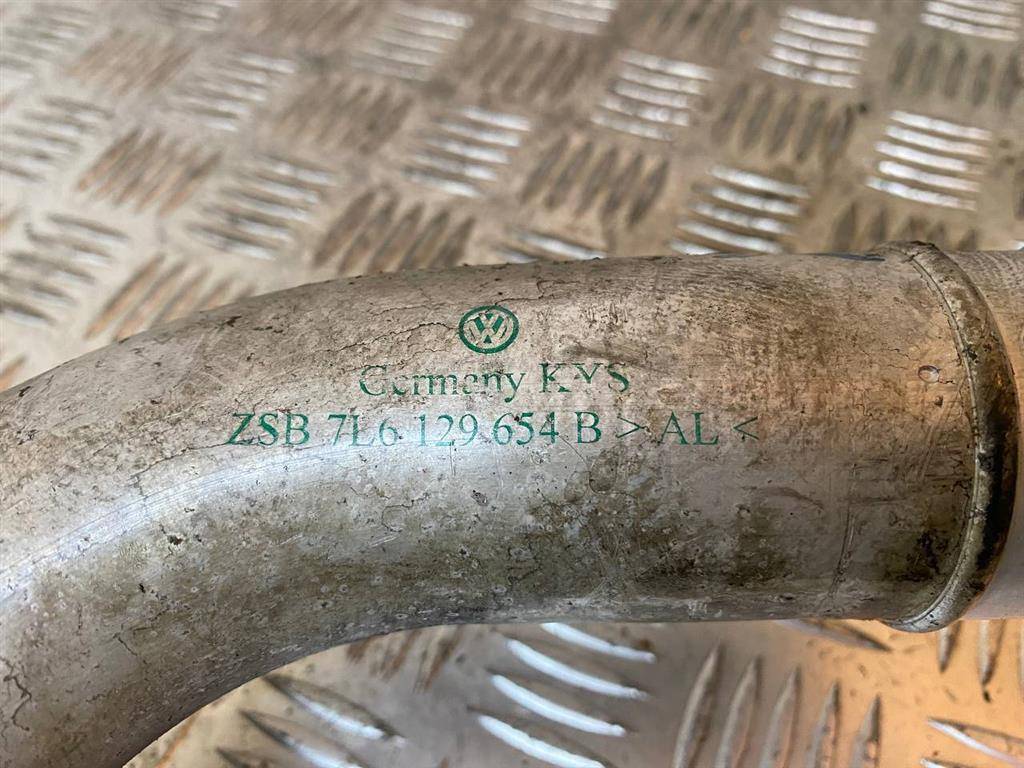 Germany KYS
ZSB 7L6 129 654 B > AL <